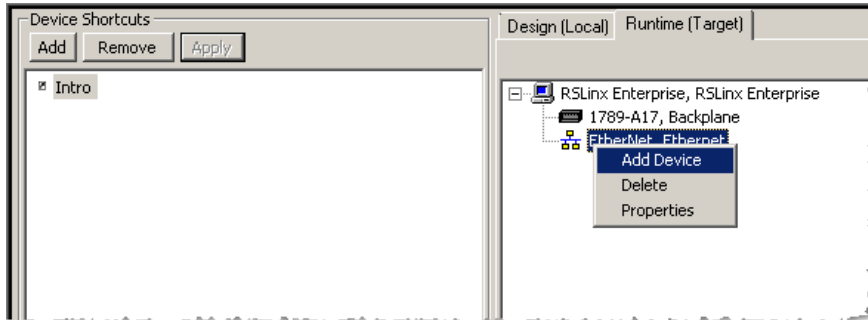 Device Shortcuts
Add Remove Apply
Intro
Design (Local) Runtime (Target)
RSLinx Enterprise, RSLinx Enterprise
1789-A17, Backplane
EtherNet, Ethernet
Add Device
Delete
Properties